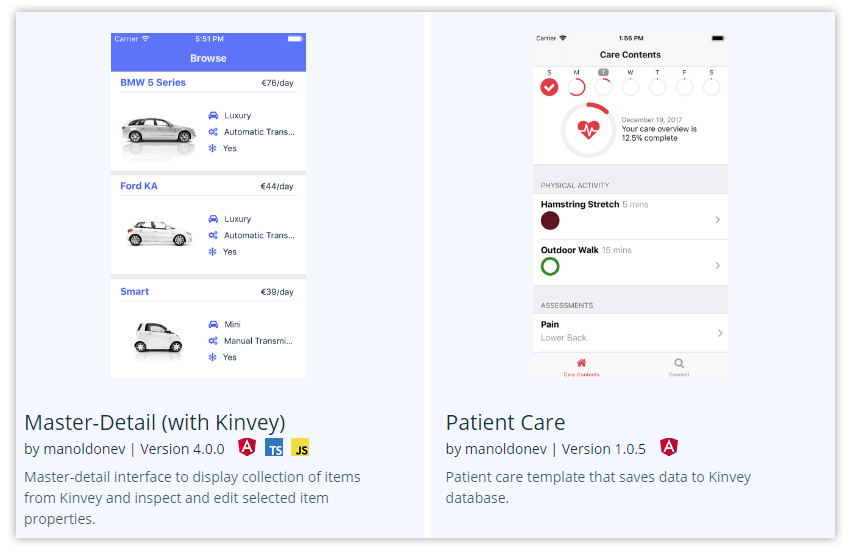 Carrier 5:51 PM
Browse
BMW 5 Series €76/day
Luxury
Automatic Trans...
Yes
Ford KA €44/day
Luxury
Automatic Trans...
Yes
Smart €39/day
Mini
Manual Transmi...
Yes
Master-Detail (with Kinvey)
by manoldonev | Version 4.0.0 TS JS
Master-detail interface to display collection of items
from Kinvey and inspect and edit selected item
properties.
Carrier 1:56 PM
Care Contents
S M T W T F S
December 19, 2017
Your care overview is
12.5% complete
PHYSICAL ACTIVITY
Hamstring Stretch 5 mins
Outdoor Walk 15 mins
ASSESSMENTS
Pain
Lower Back
Care Contents Connect
Patient Care
by manoldonev | Version 1.0.5
Patient care template that saves data to Kinvey
database.